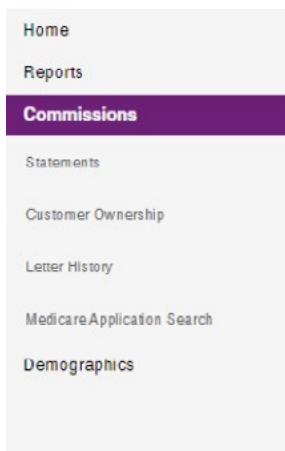 Home
Reports
Commissions
Statements
Customer Ownership
Letter History
Medicare Application Search
Demographics